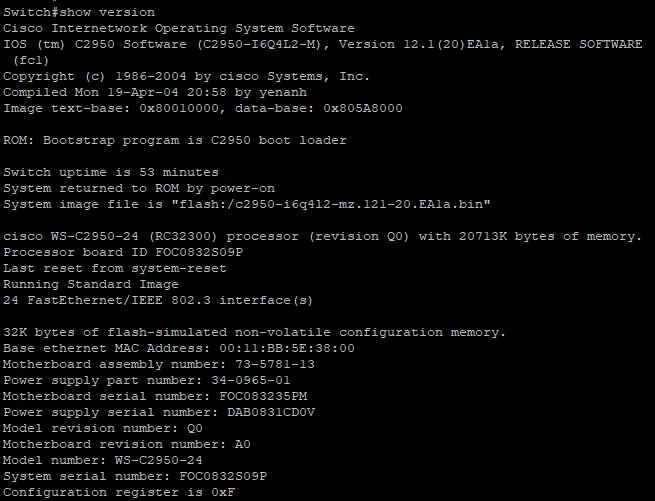 Switch#show version
Cisco Internetwork Operating System Software
IOS (tm) C2950 Software (C2950-I6Q4L2-M), Version 12.1(20)EA1a, RELEASE SOFTWARE
(fc1)
Copyright (c) 1986-2004 by cisco Systems, Inc.
Compiled Mon 19-Apr-04 20:58 by yenanh
Image text-base: 0x80010000, data-base: 0x805A8000
ROM: Bootstrap program is C2950 boot loader
Switch uptime is 53 minutes
System returned to ROM by power-on
System image file is "flash:/c2950-i6q4l2-mz.121-20.EA1a.bin"
cisco WS-C2950-24 (RC32300) processor (revision Q0) with 20713K bytes of memory.
Processor board ID FOC0832S09P
Last reset from system-reset
Running Standard Image
24 FastEthernet/IEEE 802.3 interface(s)
32K bytes of flash-simulated non-volatile configuration memory.
Base ethernet MAC Address: 00:11:BB:5E:38:00
Motherboard assembly number: 73-5781-13
Power supply part number: 34-0965-01
Motherboard serial number: FOC083235PM
Power supply serial number: DAB0831CD0V
Model revision number: Q0
Motherboard revision number: A0
Model number: WS-C2950-24
System serial number: FOC0832S09P
Configuration register is 0xF